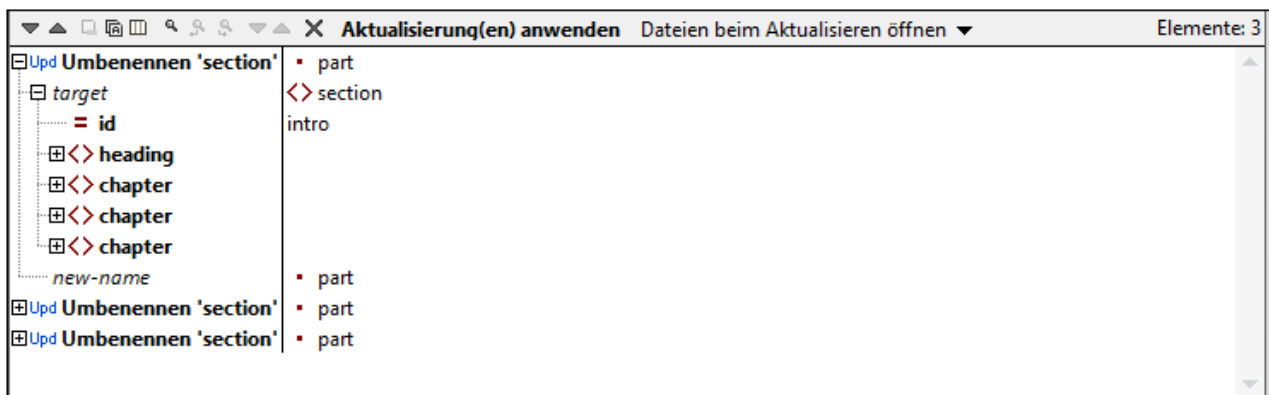 Aktualisierung(en) anwenden Dateien beim Aktualisieren öffnen Elemente: 3
Upd Umbenennen 'section' part
target <> section
= id intro
<> heading
<> chapter
<> chapter
<> chapter
new-name part
Upd Umbenennen 'section' part
Upd Umbenennen 'section' part